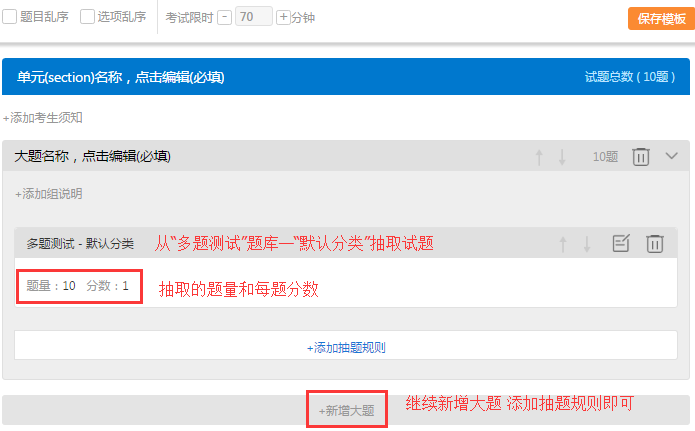 题目乱序 选项乱序 考试限时 - 70 +分钟 保存模板
单元(section)名称，点击编辑(必填) 试题总数 ( 10题 )
+添加考生须知
大题名称，点击编辑(必填) 10题
+添加组说明
多题测试 - 默认分类 从“多题测试”题库—“默认分类”抽取试题
题量：10 分数：1 抽取的题量和每题分数
+添加抽题规则
+新增大题 继续新增大题 添加抽题规则即可